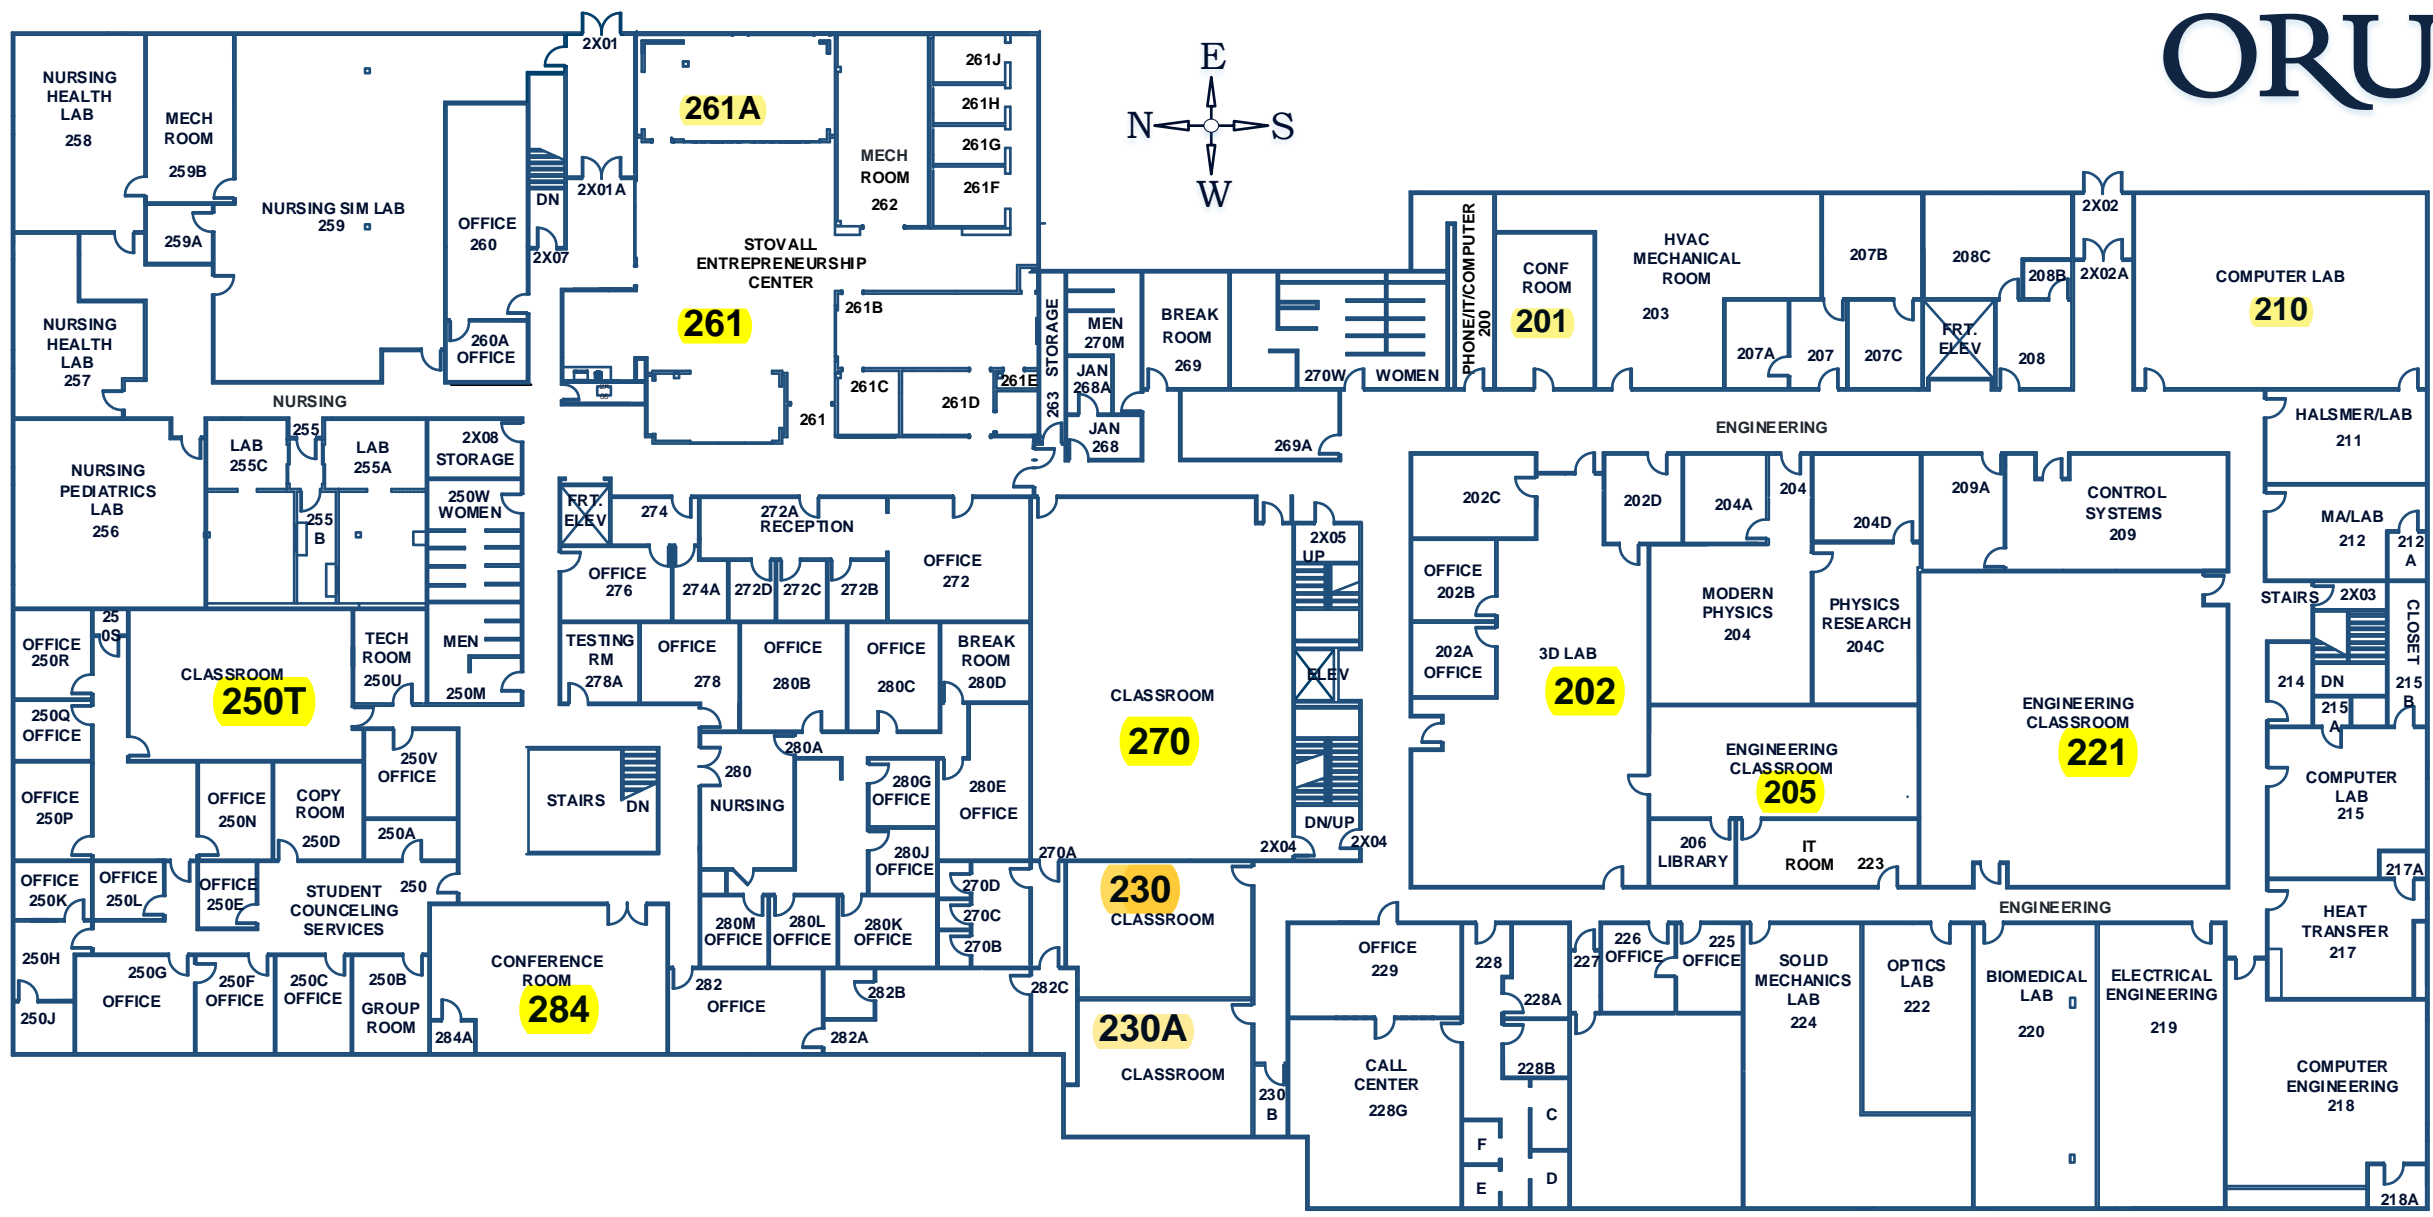 ORU
E
N S
W
2X01
2X01A
NURSING
HEALTH
LAB
258
MECH
ROOM
259B
259A
NURSING SIM LAB
259
OFFICE
260
260A
OFFICE
DN
2X07
NURSING
HEALTH
LAB
257
NURSING
261A
MECH
ROOM
262
261J
261H
261G
261F
STOVALL
ENTREPRENEURSHIP
CENTER
261
261B
261C
261D
261E
261
STORAGE
263
MEN
270M
JAN
268A
JAN
268
BREAK
ROOM
269
270W
WOMEN
269A
PHONE/IT/COMPUTER
200
CONF
ROOM
201
HVAC
MECHANICAL
ROOM
203
207A
207
207B
207C
208C
208B
FRT.
ELEV
208
2X02
2X02A
COMPUTER LAB
210
ENGINEERING
HALSMER/LAB
211
MA/LAB
212
212
A
NURSING
PEDIATRICS
LAB
256
LAB
255C
255
LAB
255A
255
B
2X08
STORAGE
250W
WOMEN
MEN
250M
OFFICE
250R
25
0S
CLASSROOM
250T
TECH
ROOM
250U
250Q
OFFICE
OFFICE
250P
OFFICE
250N
COPY
ROOM
250D
250V
OFFICE
250A
OFFICE
250K
OFFICE
250L
OFFICE
250E
STUDENT
COUNCELING
SERVICES
250
250H
250J
250G
OFFICE
250F
OFFICE
250C
OFFICE
250B
GROUP
ROOM
CONFERENCE
ROOM
284
284A
FRT.
ELEV
274
272A
RECEPTION
OFFICE
276
274A
272D
272C
272B
OFFICE
272
TESTING
RM
278A
OFFICE
278
OFFICE
280B
OFFICE
280C
BREAK
ROOM
280D
STAIRS
DN
280
NURSING
280A
280G
OFFICE
280E
OFFICE
280J
OFFICE
280M
OFFICE
280L
OFFICE
280K
OFFICE
270D
270C
270B
282
OFFICE
282B
282A
282C
CLASSROOM
270
270A
2X05
UP
ELEV
DN/UP
2X04
2X04
230
CLASSROOM
230A
CLASSROOM
230
B
202C
202D
204A
204
204D
209A
CONTROL
SYSTEMS
209
OFFICE
202B
202A
OFFICE
3D LAB
202
MODERN
PHYSICS
204
PHYSICS
RESEARCH
204C
ENGINEERING
CLASSROOM
205
ENGINEERING
CLASSROOM
221
206
LIBRARY
IT
ROOM
223
STAIRS
2X03
CLOSET
215
B
214
DN
215
A
COMPUTER
LAB
215
217A
HEAT
TRANSFER
217
ENGINEERING
OFFICE
229
228
228A
228B
CALL
CENTER
228G
C
D
F
E
227
226
OFFICE
225
OFFICE
SOLID
MECHANICS
LAB
224
OPTICS
LAB
222
BIOMEDICAL
LAB
220
ELECTRICAL
ENGINEERING
219
COMPUTER
ENGINEERING
218
218A